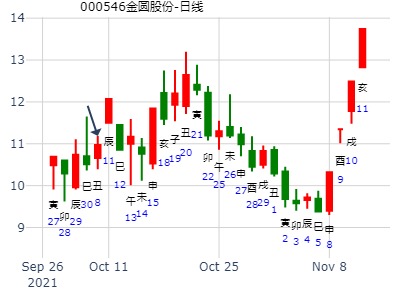 000546金圆股份-日线
14
13
12
11
10
9
寅
27
卯
28
辰
29
巳
30
丑
8
辰
11
巳
12
午
13
未
14
申
15
亥
18
子
19
丑
20
寅
21
卯
22
午
25
未
26
申
27
酉
28
戌
29
丑
1
寅
2
卯
3
辰
4
巳
5
申
8
酉
9
戌
10
亥
11
Sep 26
2021
Oct 11
Oct 25
Nov 8